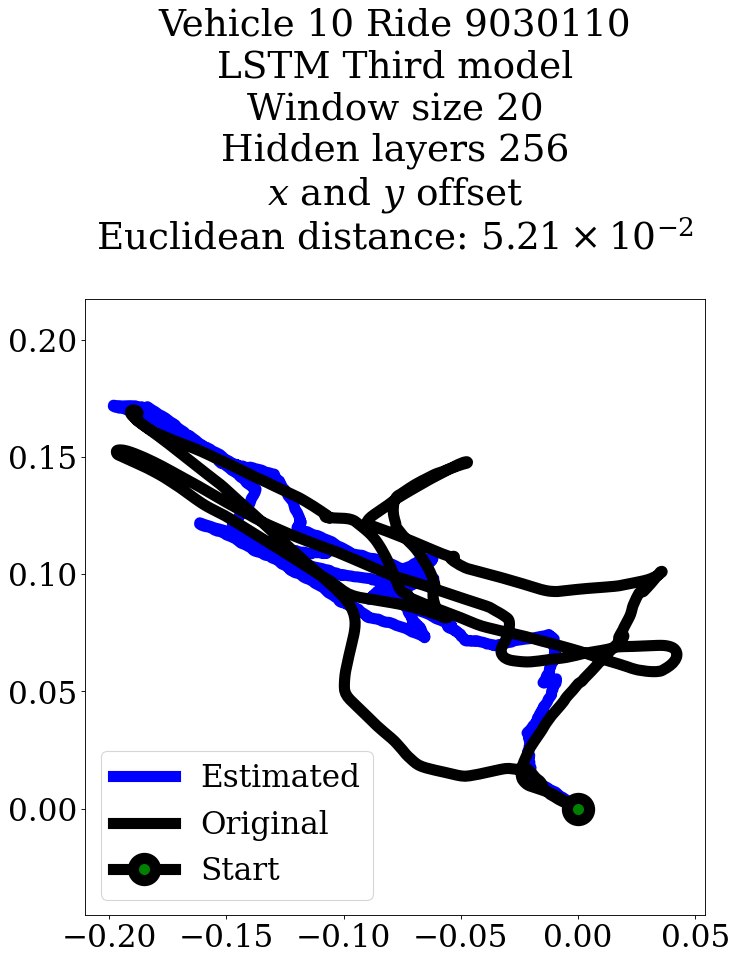 Vehicle 10 Ride 9030110
LSTM Third model
Window size 20
Hidden layers 256
x and y offset
Euclidean distance: 5.21 × 10⁻²
0.20
0.15
0.10
0.05
0.00
Estimated
Original
Start
−0.20 −0.15 −0.10 −0.05 0.00 0.05